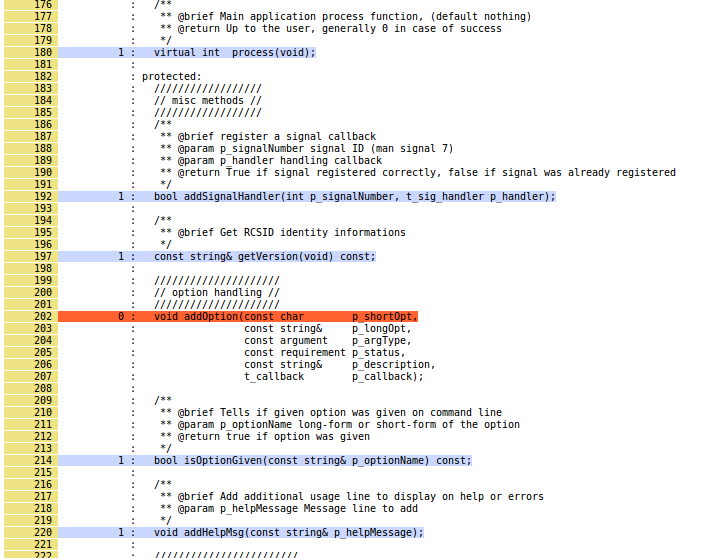 176 : /**
177 : ** @brief Main application process function, (default nothing)
178 : ** @return Up to the user, generally 0 in case of success
179 : */
180 1 : virtual int process(void);
181 :
182 : protected:
183 : //////////////////
184 : // misc methods //
185 : //////////////////
186 : /**
187 : ** @brief register a signal callback
188 : ** @param p_signalNumber signal ID (man signal 7)
189 : ** @param p_handler handling callback
190 : ** @return True if signal registered correctly, false if signal was already registered
191 : */
192 1 : bool addSignalHandler(int p_signalNumber, t_sig_handler p_handler);
193 :
194 : /**
195 : ** @brief Get RCSID identity informations
196 : */
197 1 : const string& getVersion(void) const;
198 :
199 : /////////////////////
200 : // option handling //
201 : /////////////////////
202 0 : void addOption(const char p_shortOpt,
203 : const string& p_longOpt,
204 : const argument p_argType,
205 : const requirement p_status,
206 : const string& p_description,
207 : t_callback p_callback);
208 :
209 : /**
210 : ** @brief Tells if given option was given on command line
211 : ** @param p_optionName long-form or short-form of the option
212 : ** @return true if option was given
213 : */
214 1 : bool isOptionGiven(const string& p_optionName) const;
215 :
216 : /**
217 : ** @brief Add additional usage line to display on help or errors
218 : ** @param p_helpMessage Message line to add
219 : */
220 1 : void addHelpMsg(const string& p_helpMessage);
221 :
222 : ////////////////////////